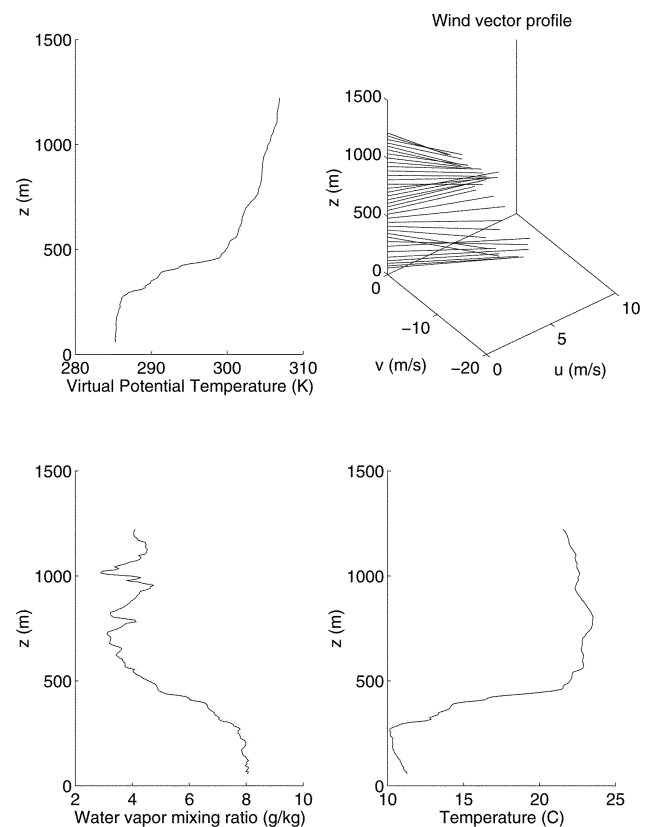 Wind vector profile
1500
1000
500
0
z (m)
280 290 300 310
Virtual Potential Temperature (K)
1500
1000
500
0
z (m)
0
−10
−20
v (m/s)
0
5
10
u (m/s)
1500
1000
500
0
z (m)
2 4 6 8 10
Water vapor mixing ratio (g/kg)
1500
1000
500
0
z (m)
10 15 20 25
Temperature (C)